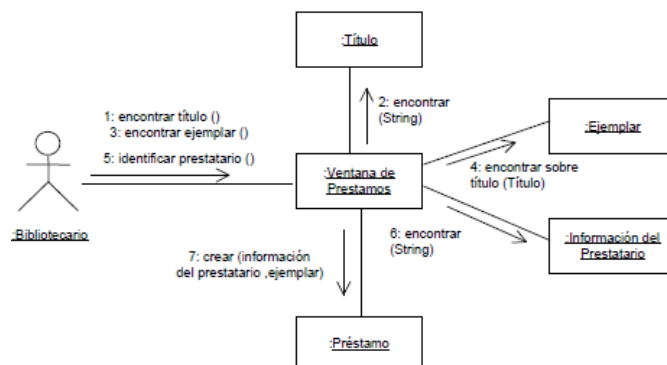 :Título
1: encontrar título ()
3: encontrar ejemplar ()
5: identificar prestatario ()
2: encontrar
(String)
:Ejemplar
:Ventana de
Prestamos
4: encontrar sobre
título (Título)
:Bibliotecario
6: encontrar
(String)
:Información del
Prestatario
7: crear (información
del prestatario ,ejemplar)
:Préstamo